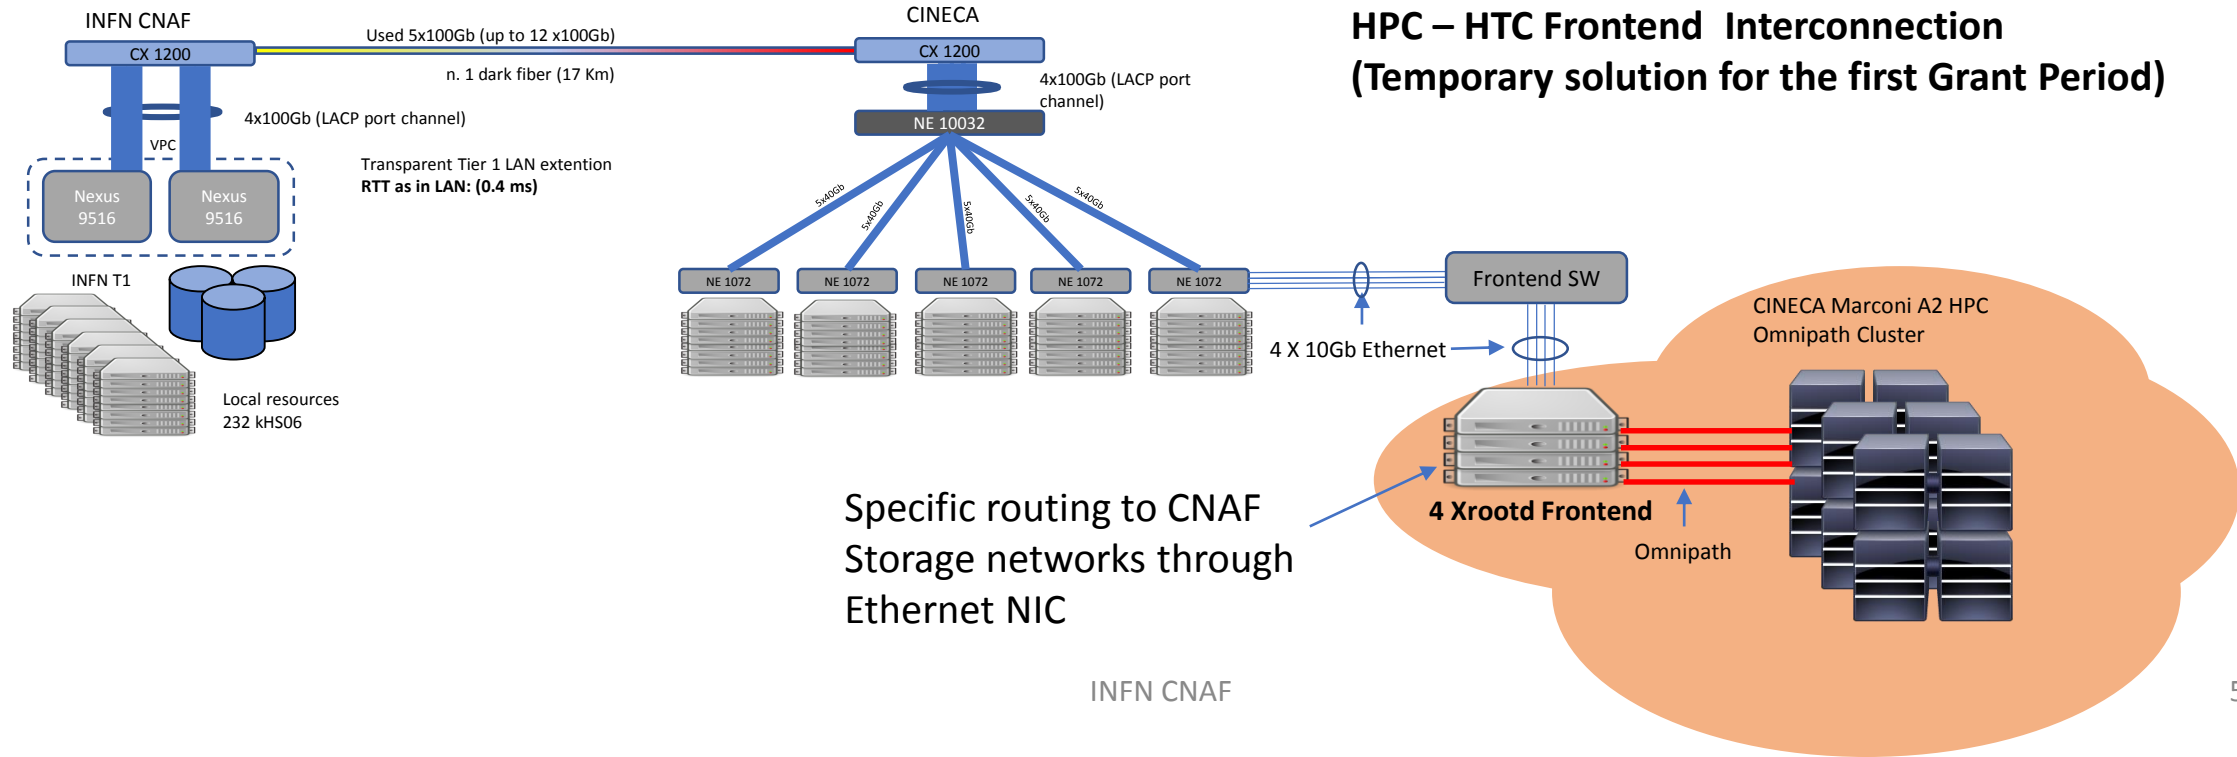 INFN CNAF
CX 1200
Used 5x100Gb (up to 12 x100Gb)
n. 1 dark fiber (17 Km)
CINECA
CX 1200
HPC – HTC Frontend Interconnection
(Temporary solution for the first Grant Period)
4x100Gb (LACP port channel)
VPC
Nexus
9516
Nexus
9516
Transparent Tier 1 LAN extention
RTT as in LAN: (0.4 ms)
4x100Gb (LACP port
channel)
NE 10032
5x40Gb
5x40Gb
5x40Gb
5x40Gb
5x40Gb
INFN T1
Local resources
232 kHS06
NE 1072
NE 1072
NE 1072
NE 1072
NE 1072
Frontend SW
4 X 10Gb Ethernet
CINECA Marconi A2 HPC
Omnipath Cluster
4 Xrootd Frontend
Omnipath
Specific routing to CNAF
Storage networks through
Ethernet NIC
INFN CNAF
5